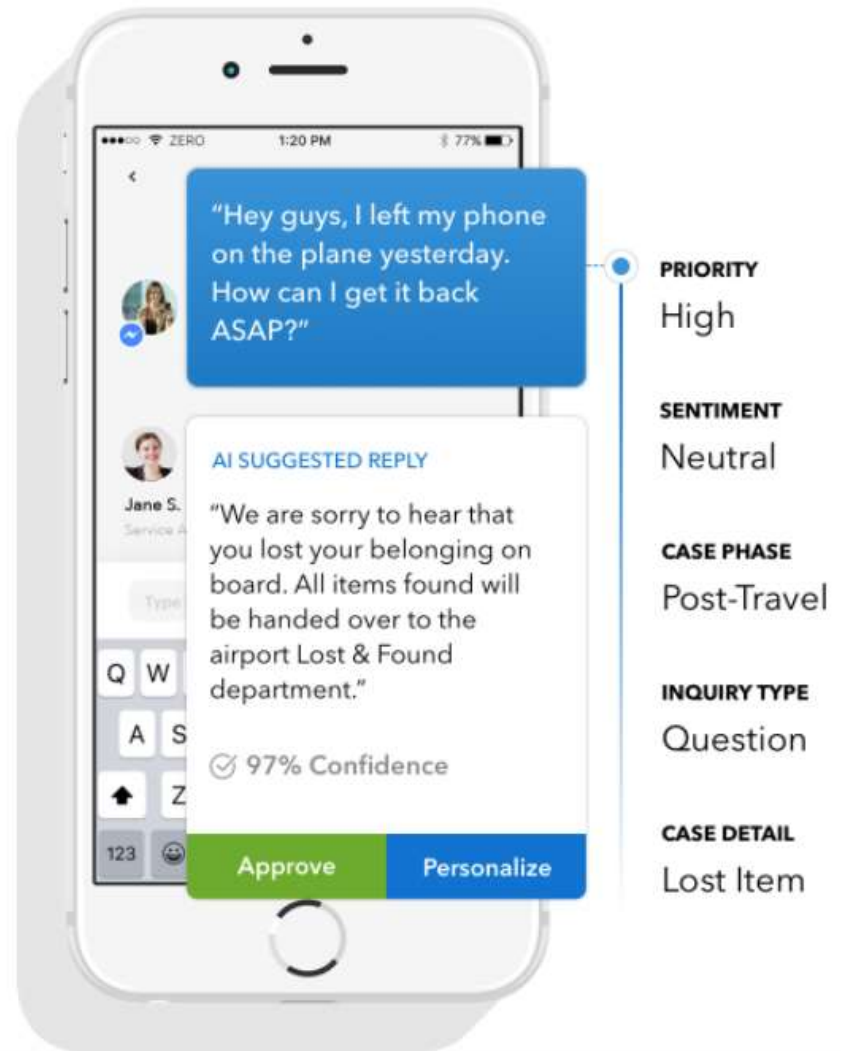 ZERO 1:20 PM 77%
"Hey guys, I left my phone
on the plane yesterday.
How can I get it back
ASAP?"
PRIORITY
High
SENTIMENT
Neutral
CASE PHASE
Post-Travel
INQUIRY TYPE
Question
CASE DETAIL
Lost Item
Jane S.
Service A
AI SUGGESTED REPLY
"We are sorry to hear that
you lost your belonging on
board. All items found will
be handed over to the
airport Lost & Found
department."
97% Confidence
Approve Personalize
Type
Q W
A S
Z
123